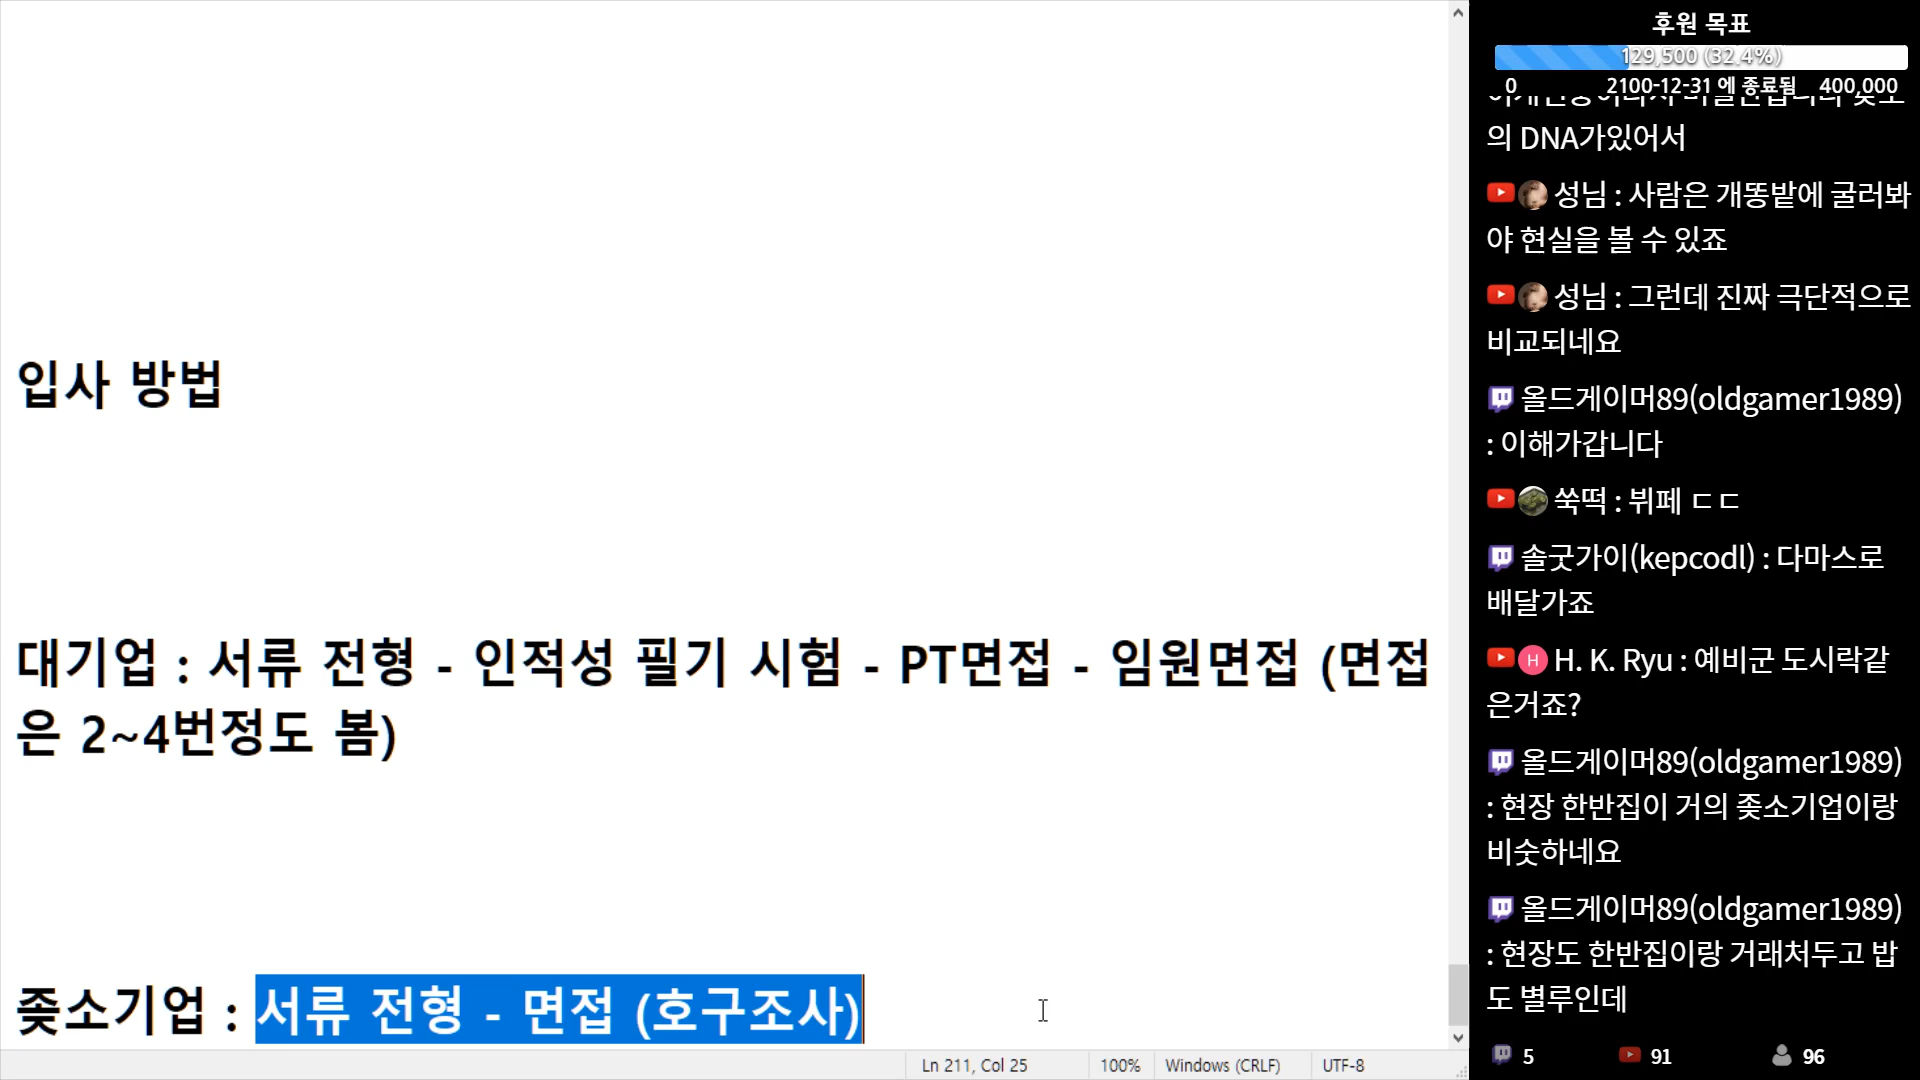 입사 방법
대기업 : 서류 전형 - 인적성 필기 시험 - PT면접 - 임원면접 (면접
은 2~4번정도 봄)
좆소기업 : 서류 전형 - 면접 (호구조사)
Ln 211, Col 25
100%
Windows (CRLF)
UTF-8
후원 목표
129,500 (32.4%)
0
2100-12-31 에 종료됨
400,000
의 DNA가있어서
성님 : 사람은 개똥밭에 굴러봐
야 현실을 볼 수 있죠
성님 : 그런데 진짜 극단적으로
비교되네요
올드게이머89(oldgamer1989)
: 이해가갑니다
쑥떡 : 뷔페 ㄷㄷ
솔굿가이(kepcodl) : 다마스로
배달가죠
H
H. K. Ryu : 예비군 도시락같
은거죠?
올드게이머89(oldgamer1989)
: 현장 한반집이 거의 좆소기업이랑
비슷하네요
올드게이머89(oldgamer1989)
: 현장도 한반집이랑 거래처두고 밥
도 별루인데
5
91
96